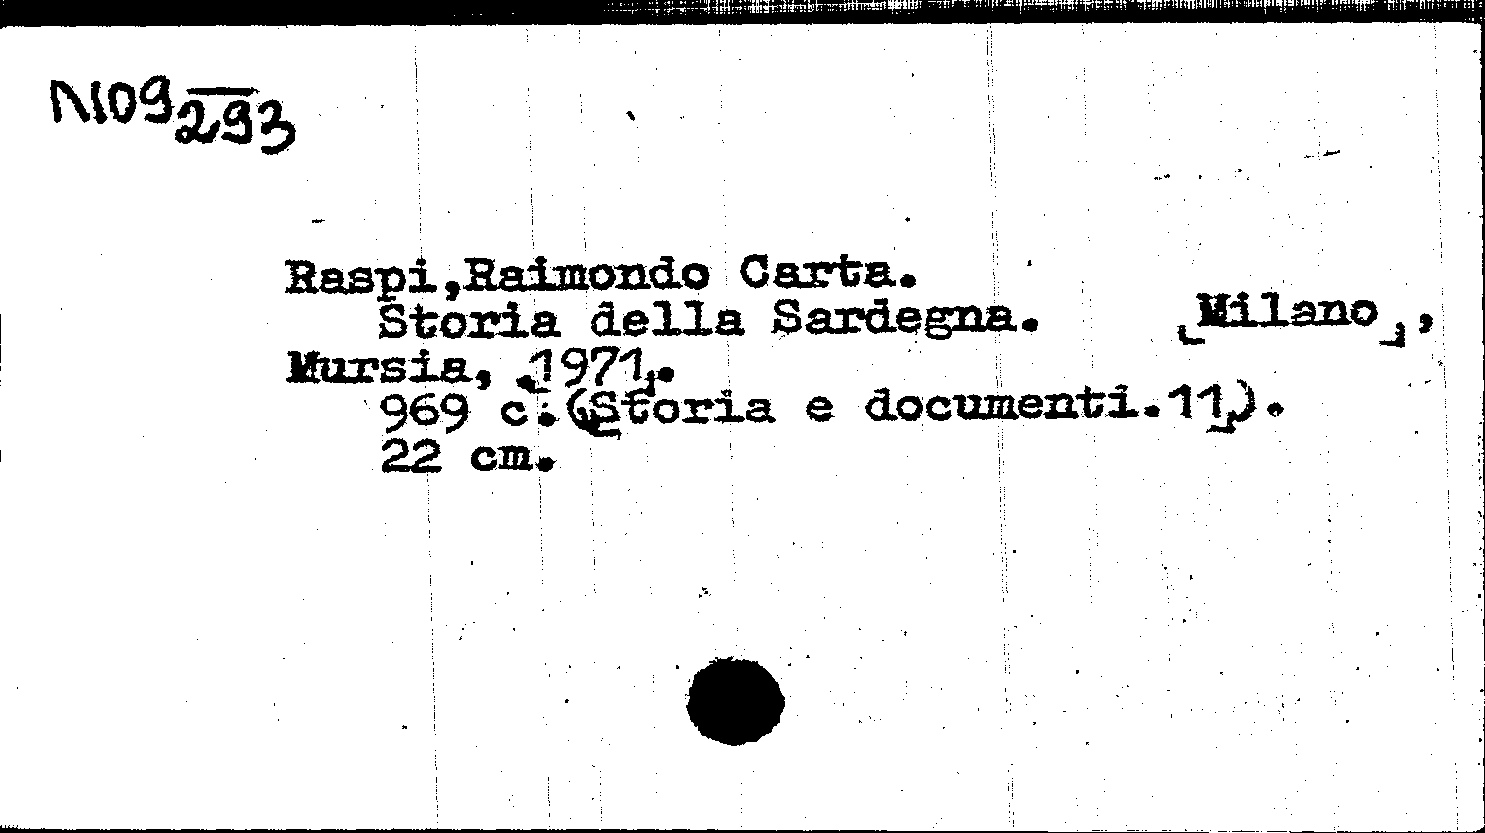 N109 293
Raspi,Raimondo Carta.
Storia della Sardegna. [Milano],
Mursia, [1971].
969 c.([Storia e documenti.11]).
22 cm.